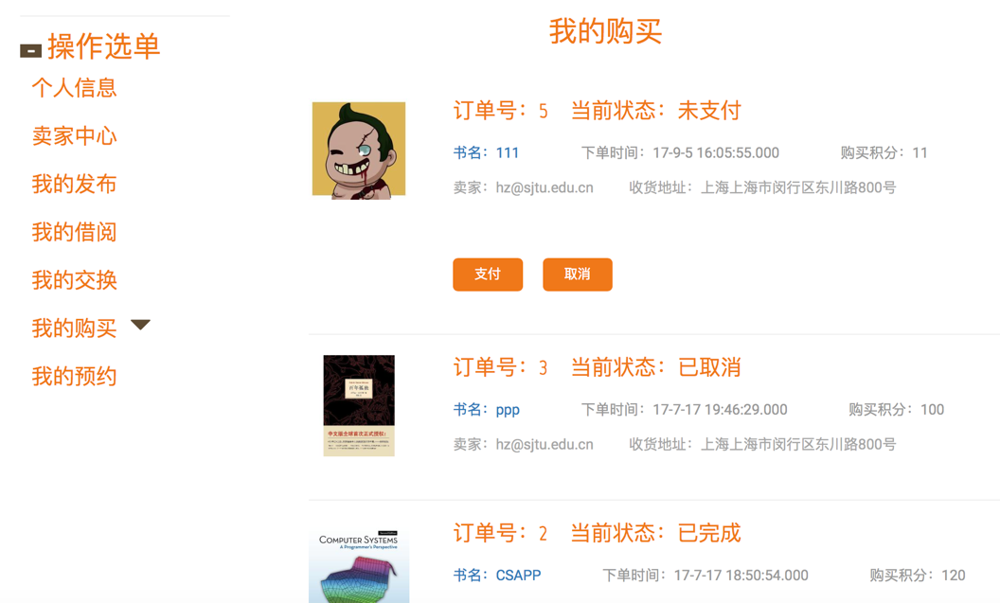 操作选单
个人信息
卖家中心
我的发布
我的借阅
我的交换
我的购买
我的预约
我的购买
订单号：5 当前状态：未支付
书名：111 下单时间：17-9-5 16:05:55.000 购买积分：11
卖家：hz@sjtu.edu.cn 收货地址：上海上海市闵行区东川路800号
支付 取消
订单号：3 当前状态：已取消
书名：ppp 下单时间：17-7-17 19:46:29.000 购买积分：100
卖家：hz@sjtu.edu.cn 收货地址：上海上海市闵行区东川路800号
百年孤独
中文版全球首次正式授权！
订单号：2 当前状态：已完成
书名：CSAPP 下单时间：17-7-17 18:50:54.000 购买积分：120
COMPUTER SYSTEMS
A Programmer's Perspective